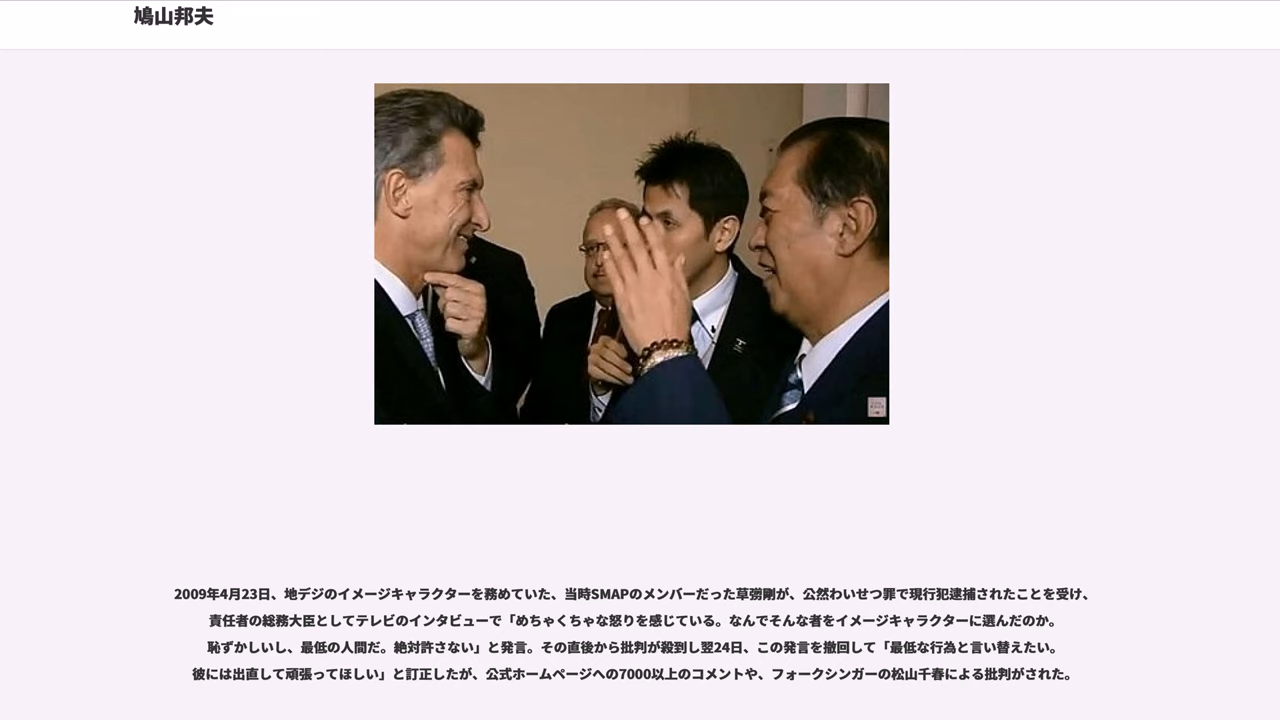 鳩山邦夫
2009年4月23日、地デジのイメージキャラクターを務めていた、当時SMAPのメンバーだった草彅剛が、公然わいせつ罪で現行犯逮捕されたことを受け、
責任者の総務大臣としてテレビのインタビューで「めちゃくちゃな怒りを感じている。なんでそんな者をイメージキャラクターに選んだのか。
恥ずかしいし、最低の人間だ。絶対許さない」と発言。その直後から批判が殺到し翌24日、この発言を撤回して「最低な行為と言い替えたい。
彼には出直して頑張ってほしい」と訂正したが、公式ホームページへの7000以上のコメントや、フォークシンガーの松山千春による批判がされた。